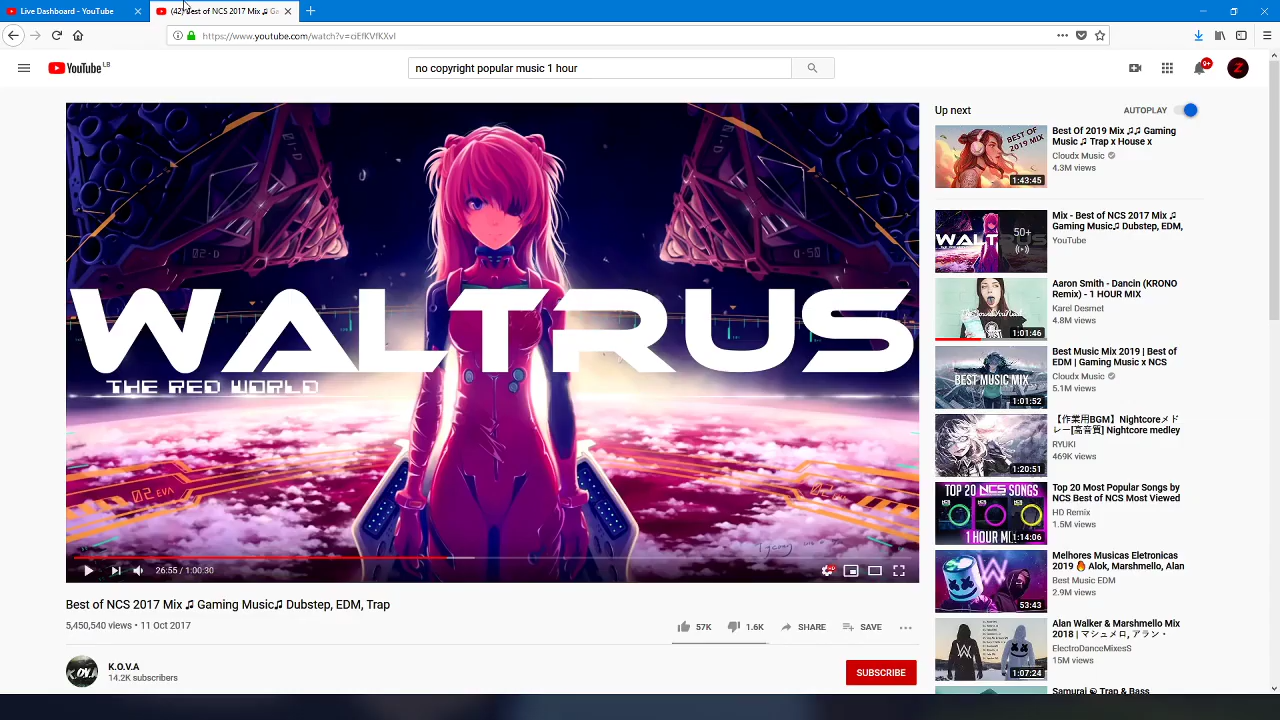 Live Dashboard - YouTube
(42) Best of NCS 2017 Mix ♫ Ga
https://www.youtube.com/watch?v=oEfKVfKXvI
YouTube LB
no copyright popular music 1 hour
9+
Z
WALTRUS
THE RED WORLD
02-D
0-50
02 EVA
26:55 / 1:00:30
HD
Best of NCS 2017 Mix ♫ Gaming Music♫ Dubstep, EDM, Trap
5,450,540 views • 11 Oct 2017
57K
1.6K
SHARE
SAVE
K.O.V.A
14.2K subscribers
SUBSCRIBE
Up next
AUTOPLAY
BEST OF
2019 MIX
1:43:45
Best Of 2019 Mix ♫♫ Gaming
Music ♫ Trap x House x
Cloudx Music
4.3M views
WALTRUS
50+
Mix - Best of NCS 2017 Mix ♫
Gaming Music♫ Dubstep, EDM,
YouTube
1:01:46
Aaron Smith - Dancin (KRONO
Remix) - 1 HOUR MIX
Karel Desmet
4.8M views
BEST MUSIC MIX
1:01:52
Best Music Mix 2019 | Best of
EDM | Gaming Music x NCS
Cloudx Music
5.1M views
1:20:51
【作業用BGM】Nightcoreメド
レー[高音質] Nightcore medley
RYUKI
469K views
TOP 20 NCS SONGS
1 HOUR MIX
1:14:06
Top 20 Most Popular Songs by
NCS Best of NCS Most Viewed
HD Remix
1.5M views
53:43
Melhores Musicas Eletronicas
2019 🔥 Alok, Marshmello, Alan
Best Music EDM
2.9M views
1:07:24
Alan Walker & Marshmello Mix
2018 | マシュメロ, アラン・
ElectroDanceMixesS
15M views
Samurai ☯ Trap & Bass